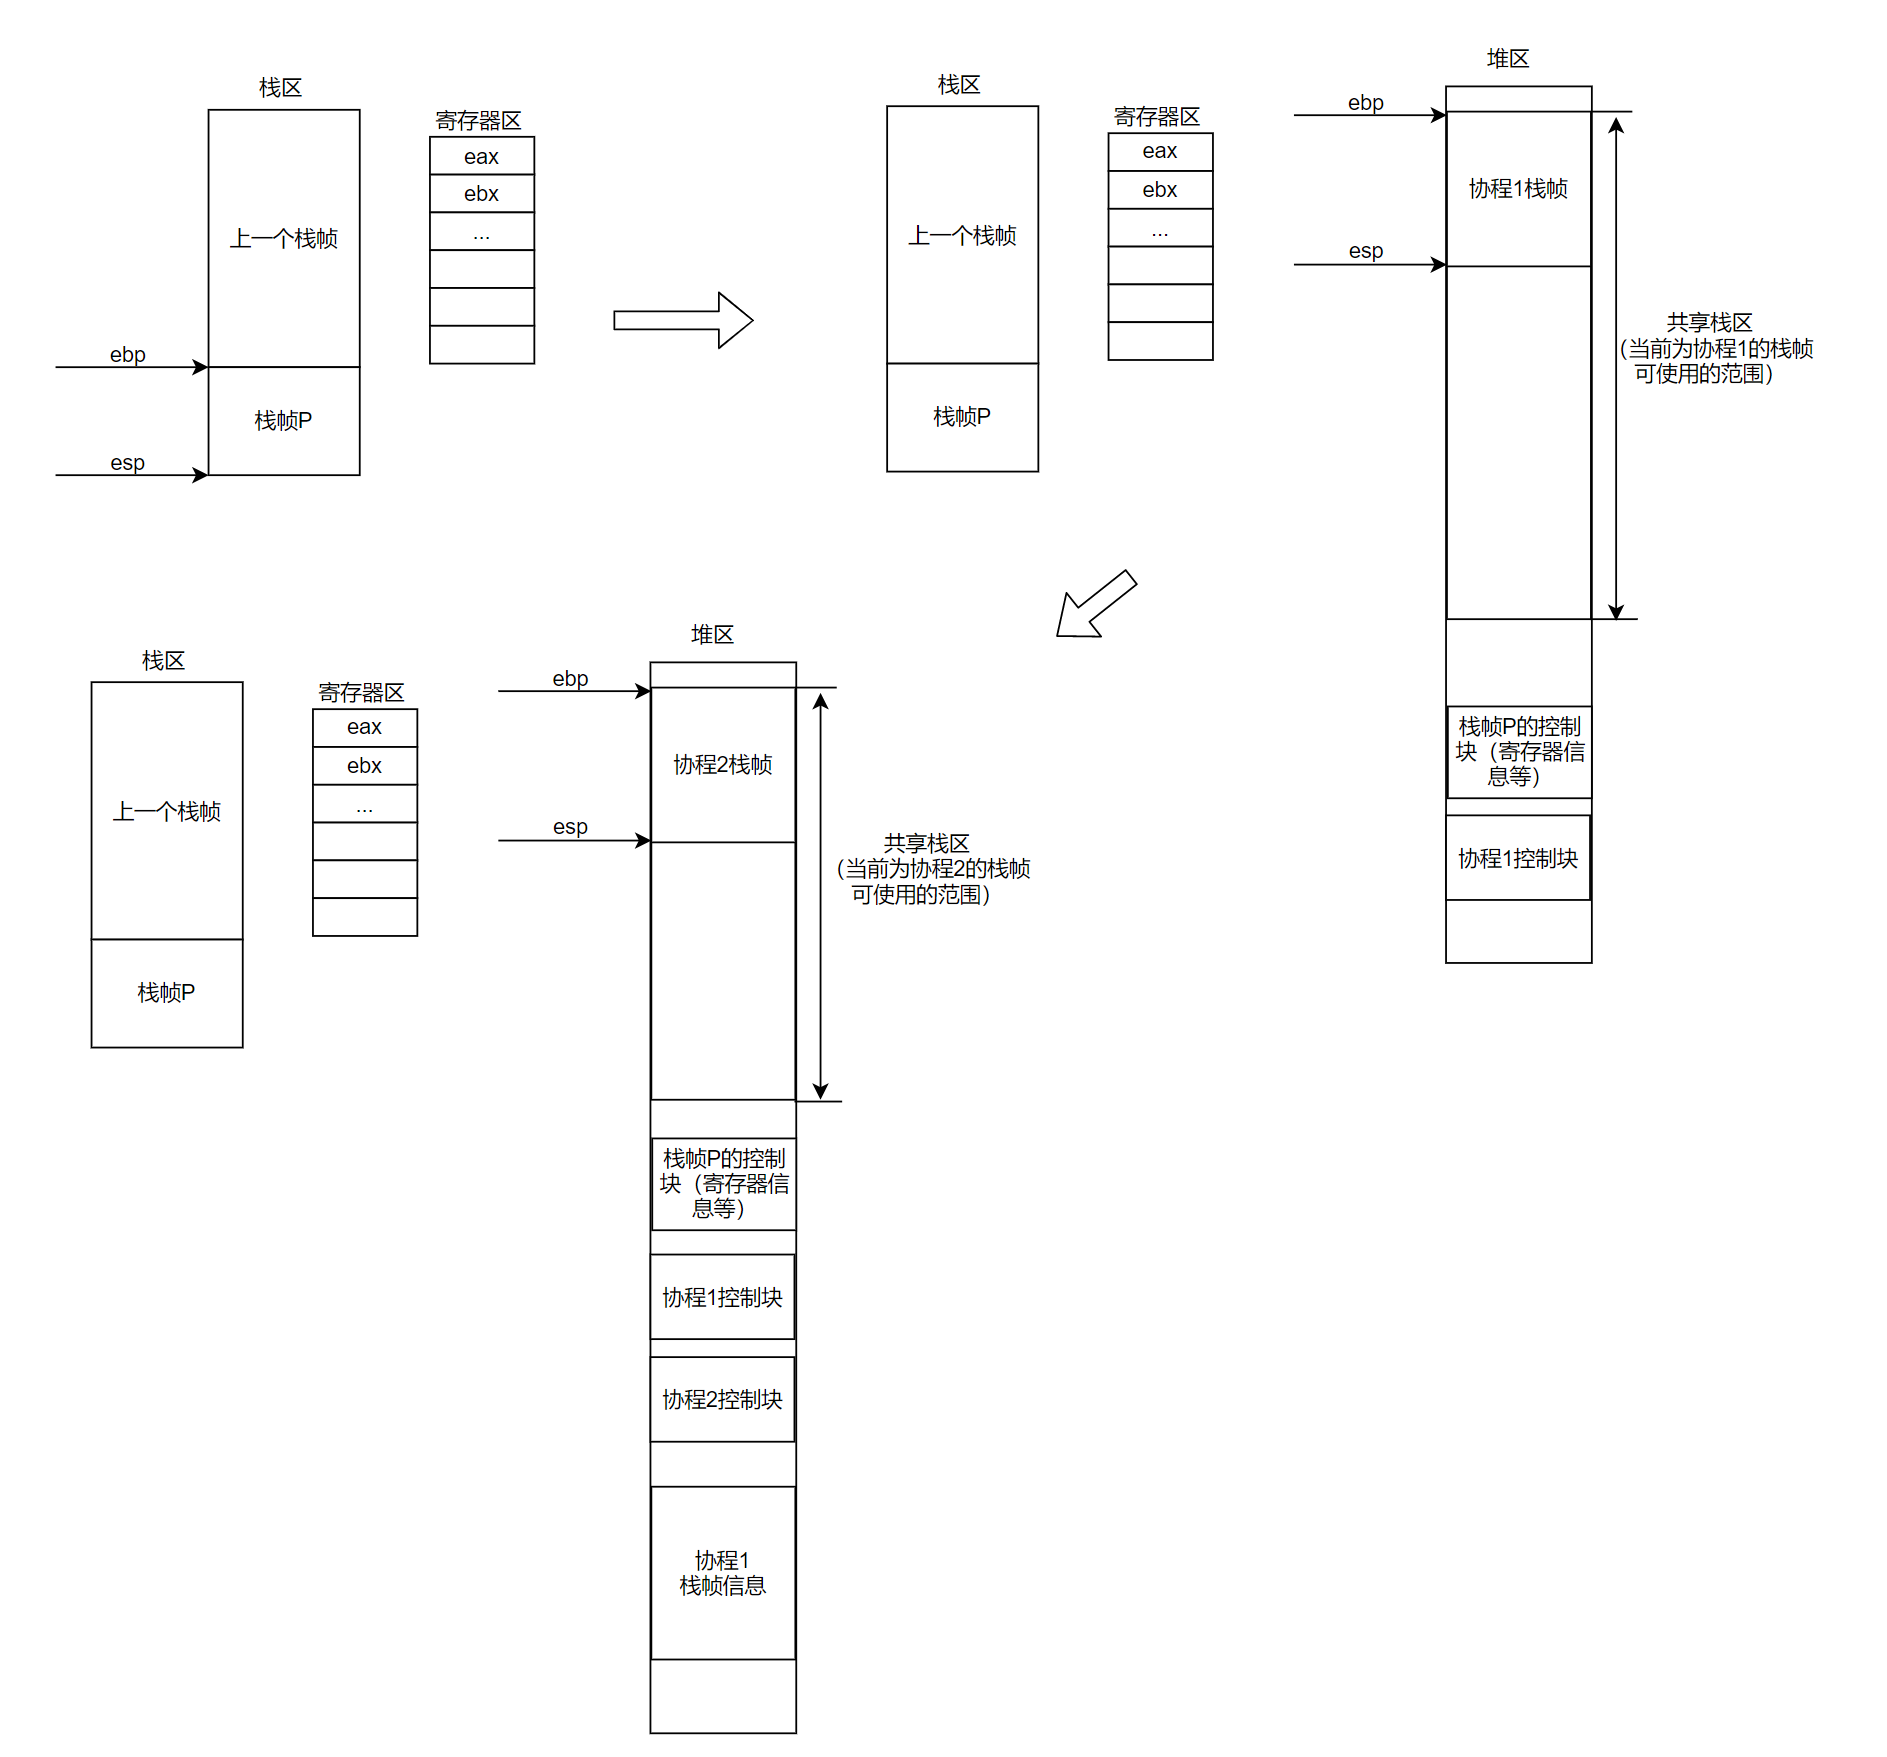 栈区
寄存器区
eax
ebx
...
上一个栈帧
ebp
栈帧P
esp
栈区
寄存器区
eax
ebx
...
上一个栈帧
栈帧P
堆区
ebp
协程1栈帧
esp
共享栈区
（当前为协程1的栈帧
可使用的范围）
栈帧P的控制
块（寄存器信
息等）
协程1控制块
栈区
寄存器区
eax
ebx
...
上一个栈帧
栈帧P
堆区
ebp
协程2栈帧
esp
共享栈区
（当前为协程2的栈帧
可使用的范围）
栈帧P的控制
块（寄存器信
息等）
协程1控制块
协程2控制块
协程1
栈帧信息